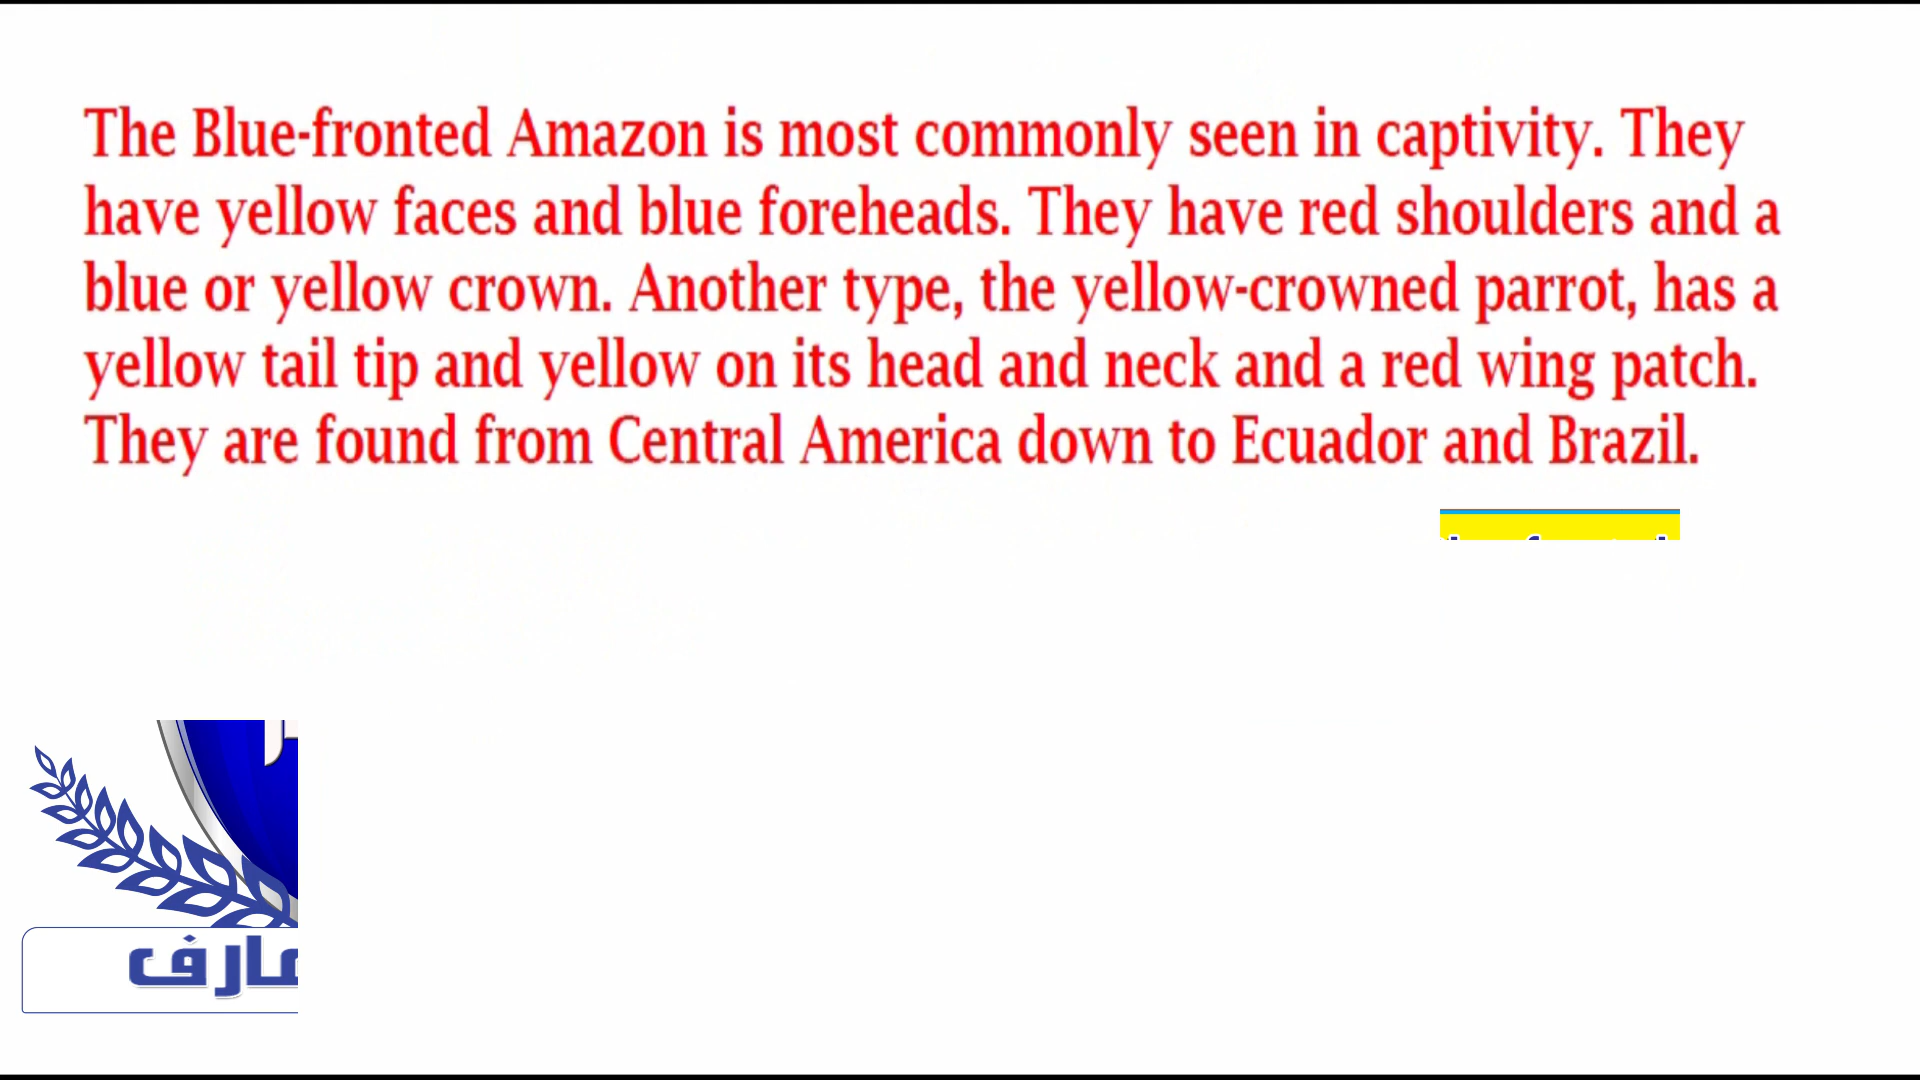 The Blue-fronted Amazon is most commonly seen in captivity. They
have yellow faces and blue foreheads. They have red shoulders and a
blue or yellow crown. Another type, the yellow-crowned parrot, has a
yellow tail tip and yellow on its head and neck and a red wing patch.
They are found from Central America down to Ecuador and Brazil.